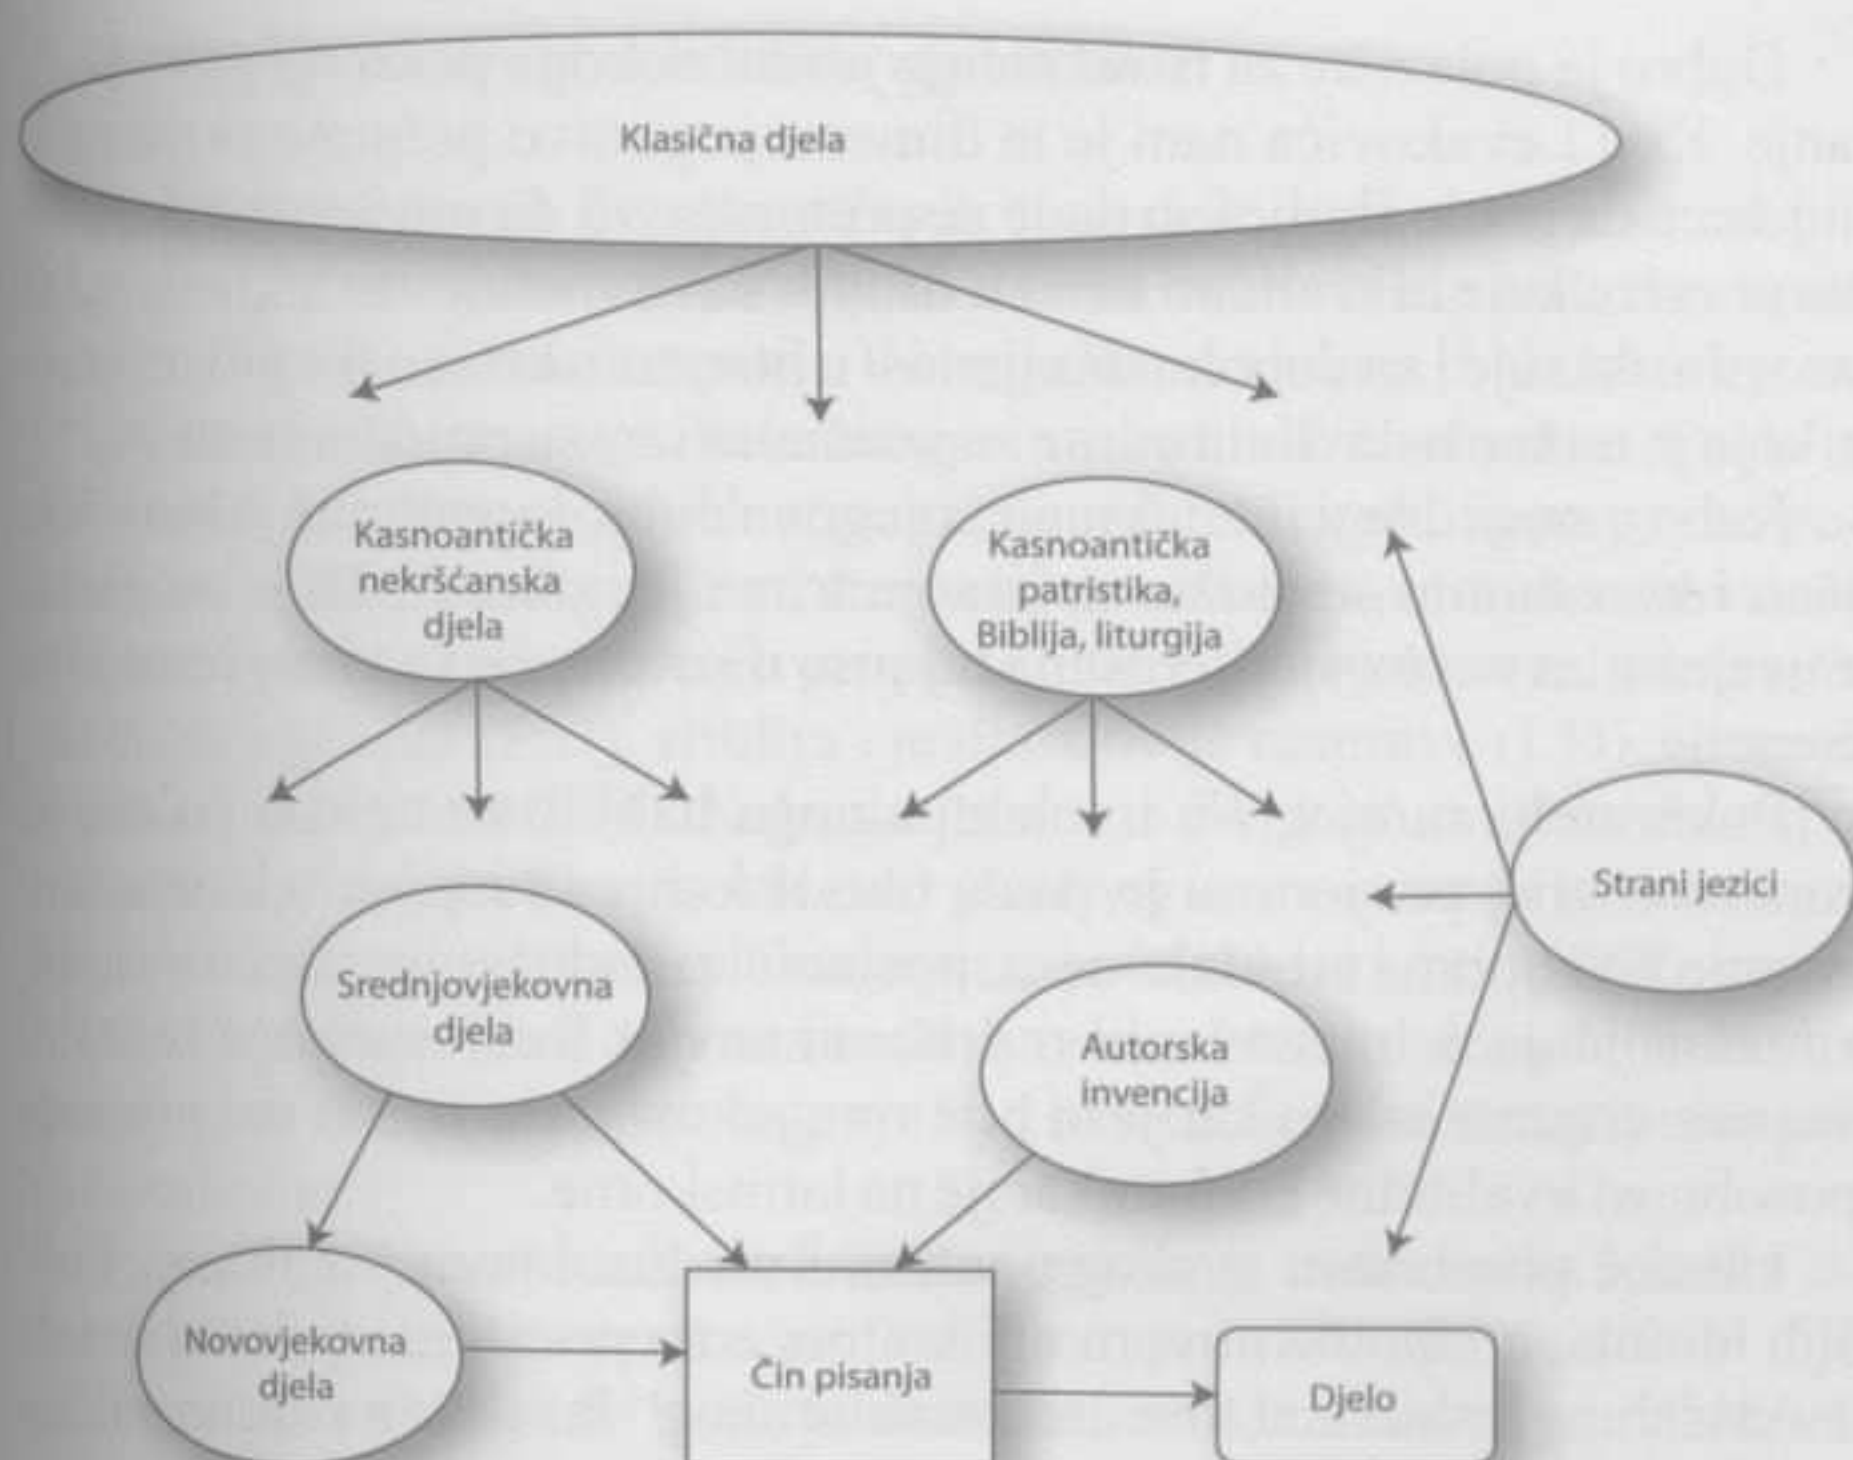 Klasična djela
Kasnoantička
nekršćanska
djela
Kasnoantička
patristika,
Biblija, liturgija
Strani jezici
Srednjovjekovna
djela
Autorska
invencija
Novovjekovna
djela
Čin pisanja
Djelo